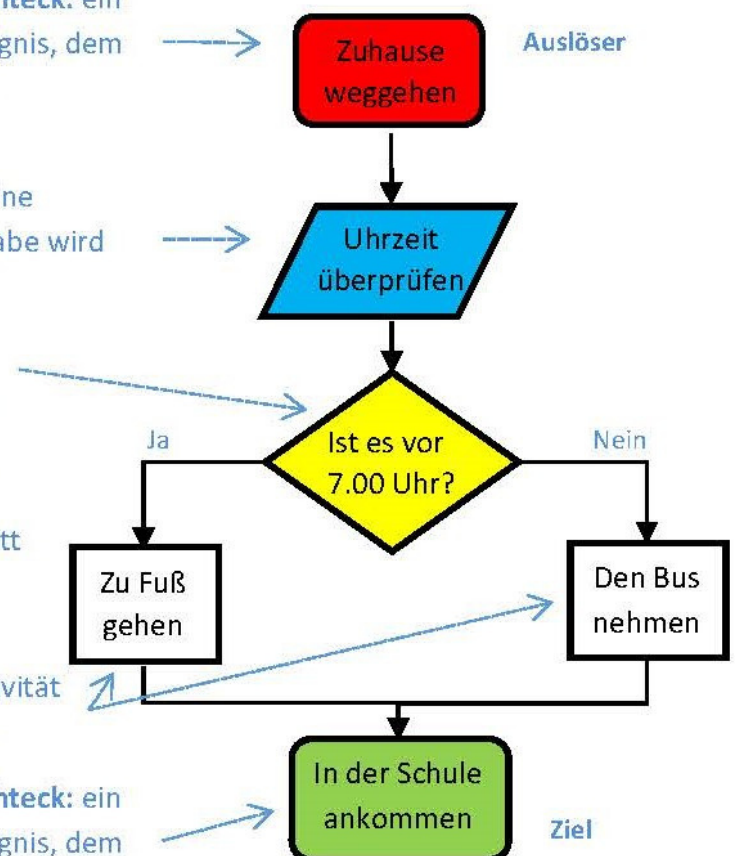 ein
gnis, dem
Zuhause
weggehen
Auslöser
ne
abe wird
Uhrzeit
überprüfen
Ist es vor
7.00 Uhr?
Ja
Nein
tt
Zu Fuß
gehen
Den Bus
nehmen
vität
In der Schule
ankommen
nteck: ein
gnis, dem
Ziel